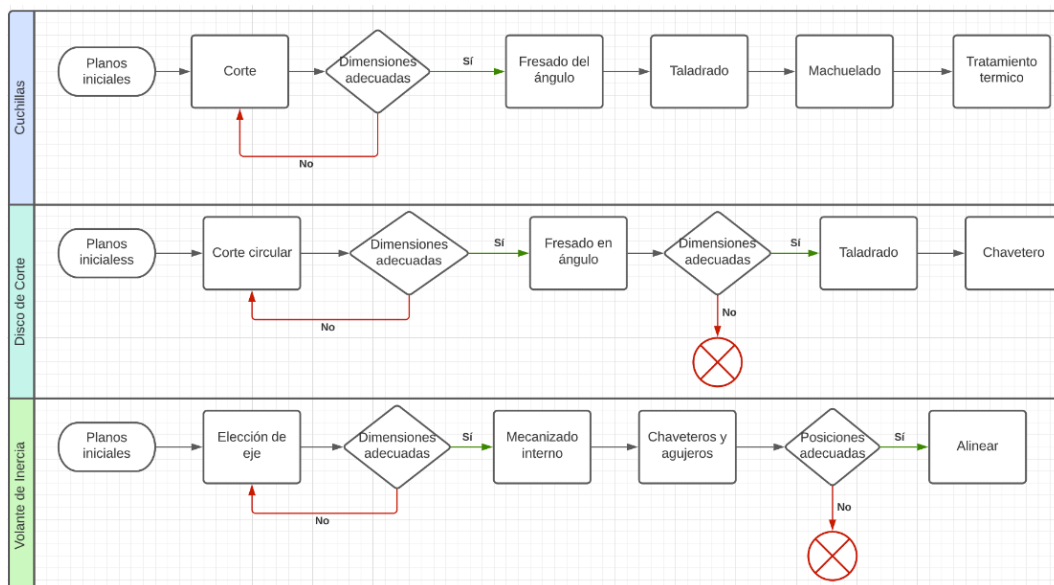 Cuchillas
Planos
iniciales
Corte
Dimensiones
adecuadas
Sí
No
Fresado del
ángulo
Taladrado
Machuelado
Tratamiento
termico
Disco de Corte
Planos
inicialess
Corte circular
Dimensiones
adecuadas
Sí
No
Fresado en
ángulo
Dimensiones
adecuadas
Sí
No
Taladrado
Chavetero
Volante de Inercia
Planos
iniciales
Elección de
eje
Dimensiones
adecuadas
Sí
No
Mecanizado
interno
Chaveteros y
agujeros
Posiciones
adecuadas
Sí
No
Alinear